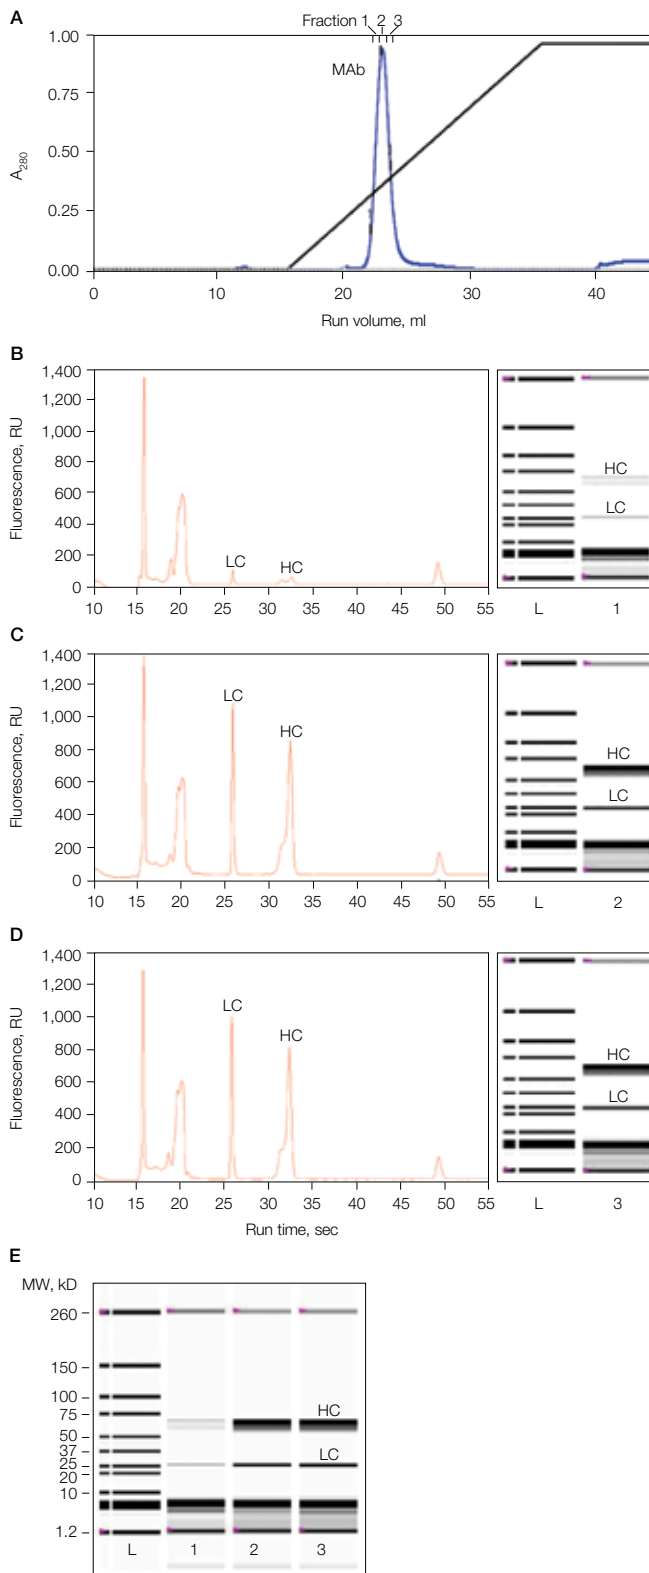 A
Fraction 1 2 3
1.00
MAb
0.75
0.50
0.25
0.00
A280
0 10 20 30 40
Run volume, ml
B
1,400
1,200
1,000
800
600
400
200
0
Fluorescence, RU
LC
HC
10 15 20 25 30 35 40 45 50 55
HC
LC
L 1
C
1,400
1,200
1,000
800
600
400
200
0
Fluorescence, RU
LC
HC
10 15 20 25 30 35 40 45 50 55
HC
LC
L 2
D
1,400
1,200
1,000
800
600
400
200
0
Fluorescence, RU
LC
HC
10 15 20 25 30 35 40 45 50 55
Run time, sec
HC
LC
L 3
E
MW, kD
260
150
100
75
50
37
25
20
10
1.2
HC
LC
L 1 2 3